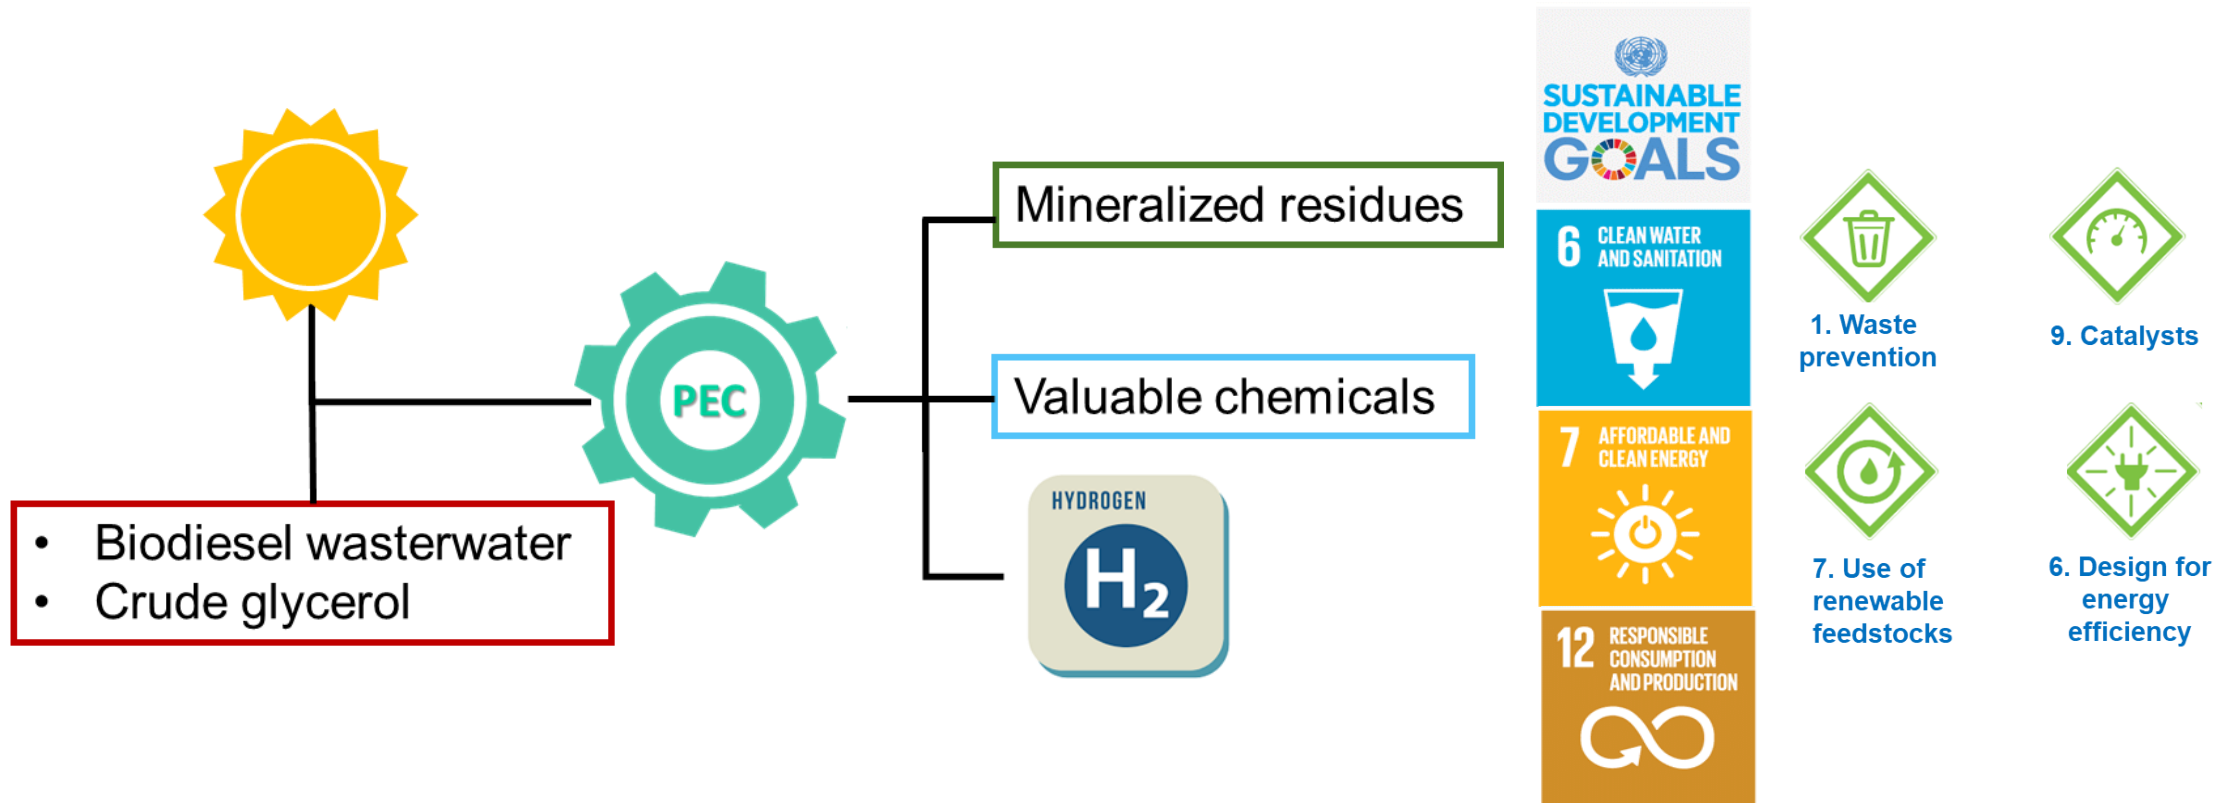 PEC
• Biodiesel wasterwater
• Crude glycerol
Mineralized residues
Valuable chemicals
HYDROGEN
H2
SUSTAINABLE
DEVELOPMENT
GOALS
6 CLEAN WATER
AND SANITATION
7 AFFORDABLE AND
CLEAN ENERGY
12 RESPONSIBLE
CONSUMPTION
AND PRODUCTION
1. Waste
prevention
9. Catalysts
7. Use of
renewable
feedstocks
6. Design for
energy
efficiency